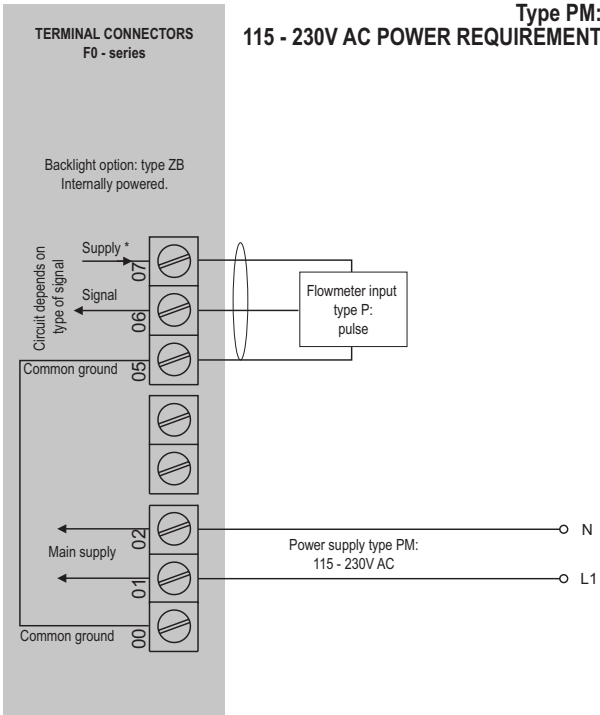 Type PM:
115 - 230V AC POWER REQUIREMENT
TERMINAL CONNECTORS
F0 - series
Backlight option: type ZB
Internally powered.
Circuit depends on
type of signal
Supply *
07
Signal
06
Common ground
05
Flowmeter input
type P:
pulse
02
Main supply
01
Power supply type PM:
115 - 230V AC
N
L1
Common ground
00